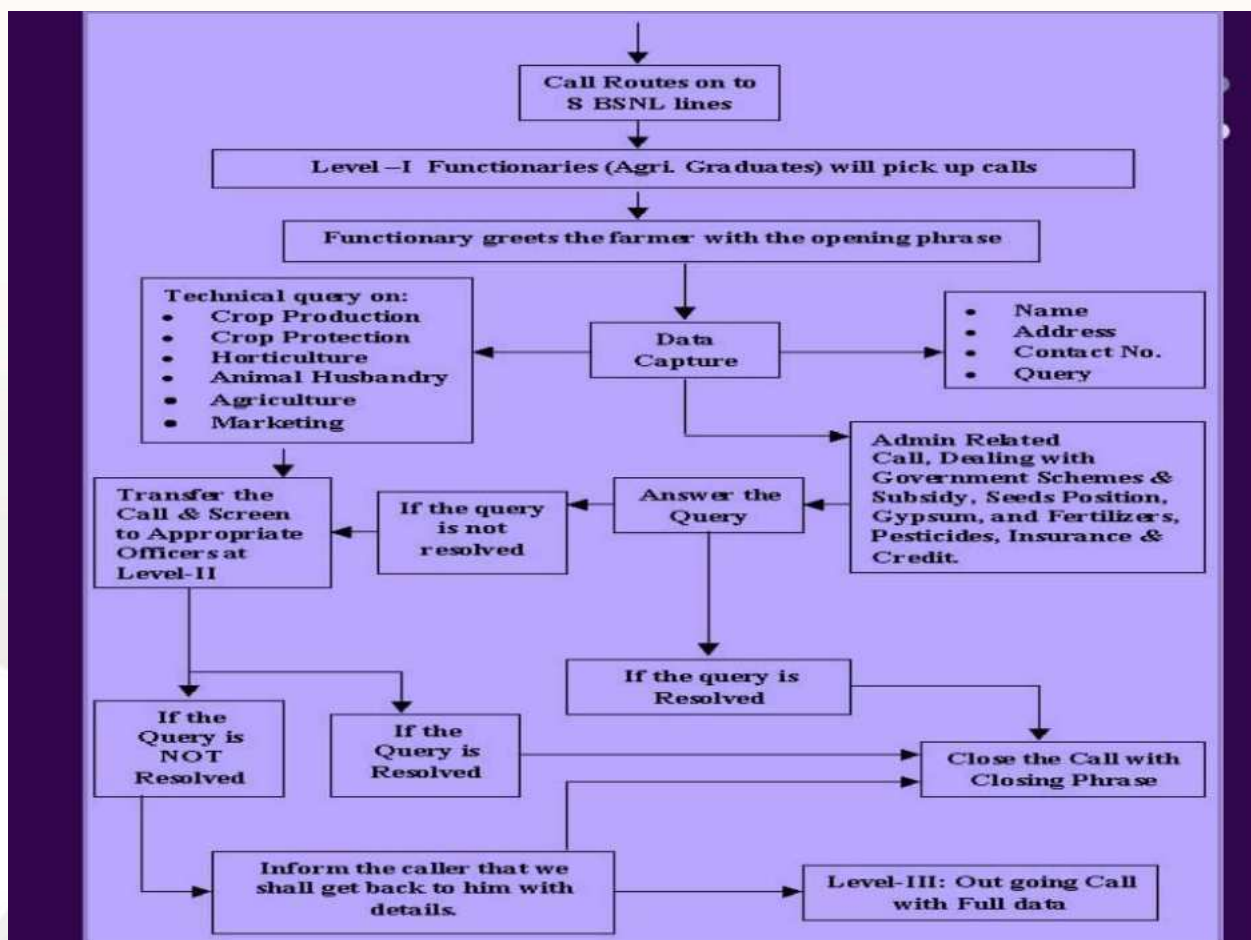 Call Routes on to
8 BSNL lines
Level –I Functionaries (Agri. Graduates) will pick up calls
Functionary greets the farmer with the opening phrase
Technical query on:
• Crop Production
• Crop Protection
• Horticulture
• Animal Husbandry
• Agriculture
• Marketing
Data
Capture
• Name
• Address
• Contact No.
• Query
Admin Related
Call, Dealing with
Government Schemes &
Subsidy, Seeds Position,
Gypsum, and Fertilizers,
Pesticides, Insurance &
Credit.
Answer the
Query
If the query
is not
resolved
Transfer the
Call & Screen
to Appropriate
Officers at
Level-II
If the query is
Resolved
If the
Query is
NOT
Resolved
If the
Query is
Resolved
Close the Call with
Closing Phrase
Inform the caller that we
shall get back to him with
details.
Level-III: Out going Call
with Full data